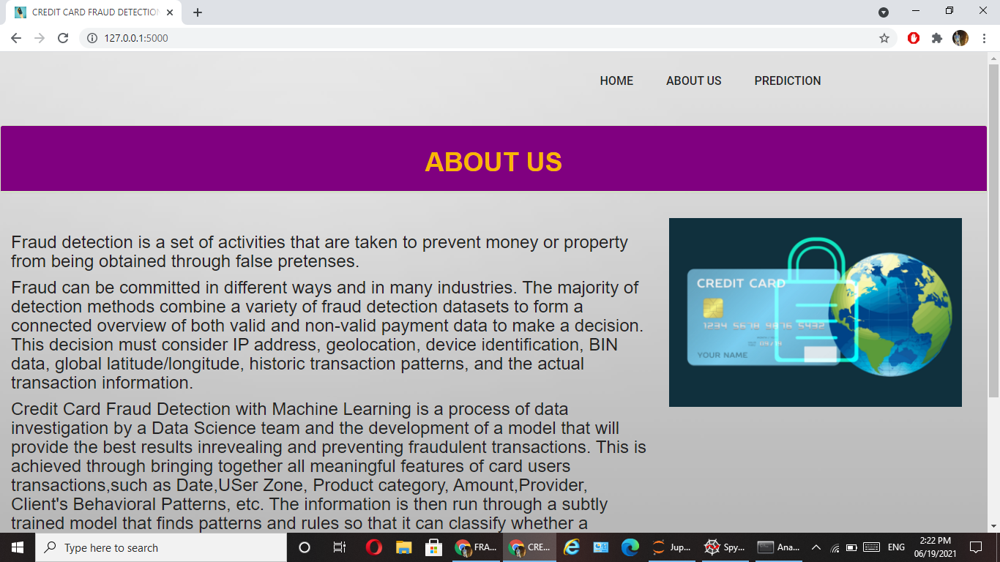 CREDIT CARD FRAUD DETECTION
127.0.0.1:5000
HOME ABOUT US PREDICTION
ABOUT US
Fraud detection is a set of activities that are taken to prevent money or property
from being obtained through false pretenses.
Fraud can be committed in different ways and in many industries. The majority of
detection methods combine a variety of fraud detection datasets to form a
connected overview of both valid and non-valid payment data to make a decision.
This decision must consider IP address, geolocation, device identification, BIN
data, global latitude/longitude, historic transaction patterns, and the actual
transaction information.
Credit Card Fraud Detection with Machine Learning is a process of data
investigation by a Data Science team and the development of a model that will
provide the best results inrevealing and preventing fraudulent transactions. This is
achieved through bringing together all meaningful features of card users
transactions,such as Date,USer Zone, Product category, Amount,Provider,
Client's Behavioral Patterns, etc. The information is then run through a subtly
trained model that finds patterns and rules so that it can classify whether a
CREDIT CARD
1234 5678 9876 5432
YOUR NAME
Type here to search
FRA...
CRE...
Jup...
Spy...
Ana...
ENG
2:22 PM
06/19/2021